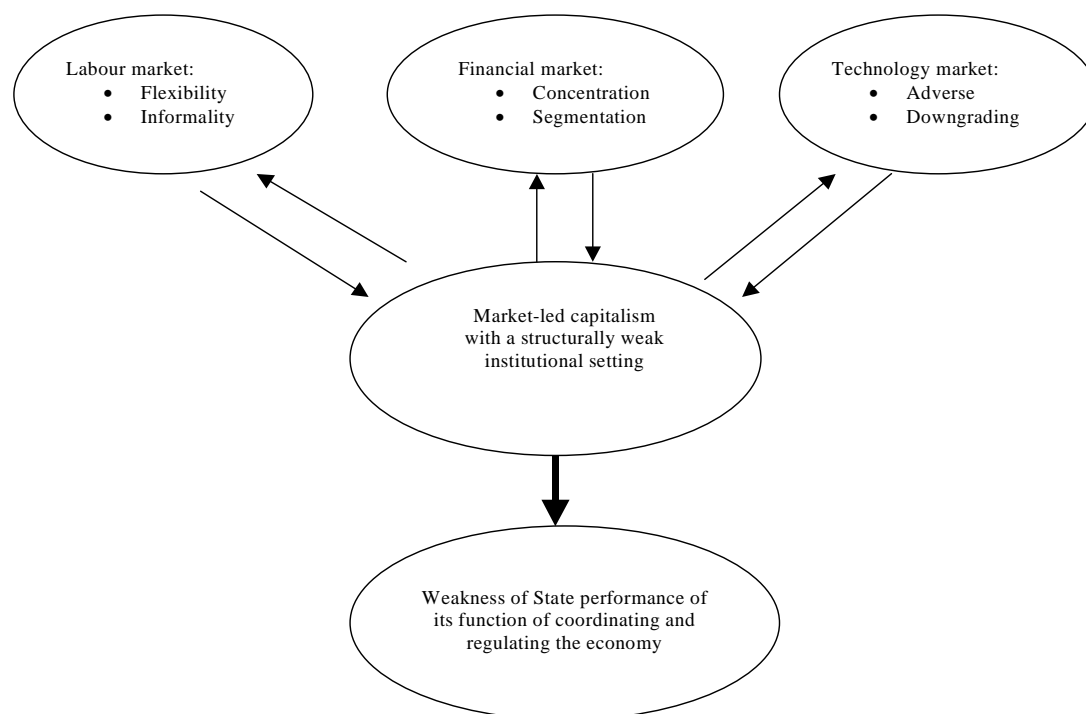 Labour market:
• Flexibility
• Informality
Financial market:
• Concentration
• Segmentation
Technology market:
• Adverse
• Downgrading
Market-led capitalism
with a structurally weak
institutional setting
Weakness of State performance of
its function of coordinating and
regulating the economy